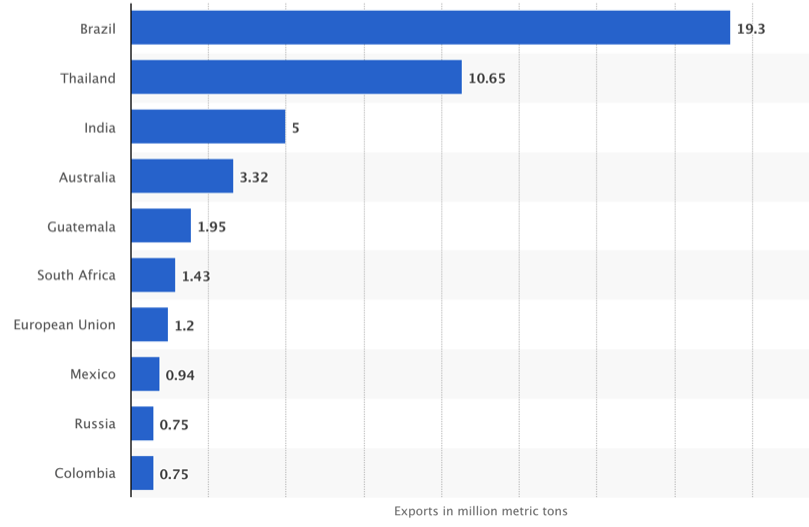 Brazil 19.3
Thailand 10.65
India 5
Australia 3.32
Guatemala 1.95
South Africa 1.43
European Union 1.2
Mexico 0.94
Russia 0.75
Colombia 0.75
Exports in million metric tons